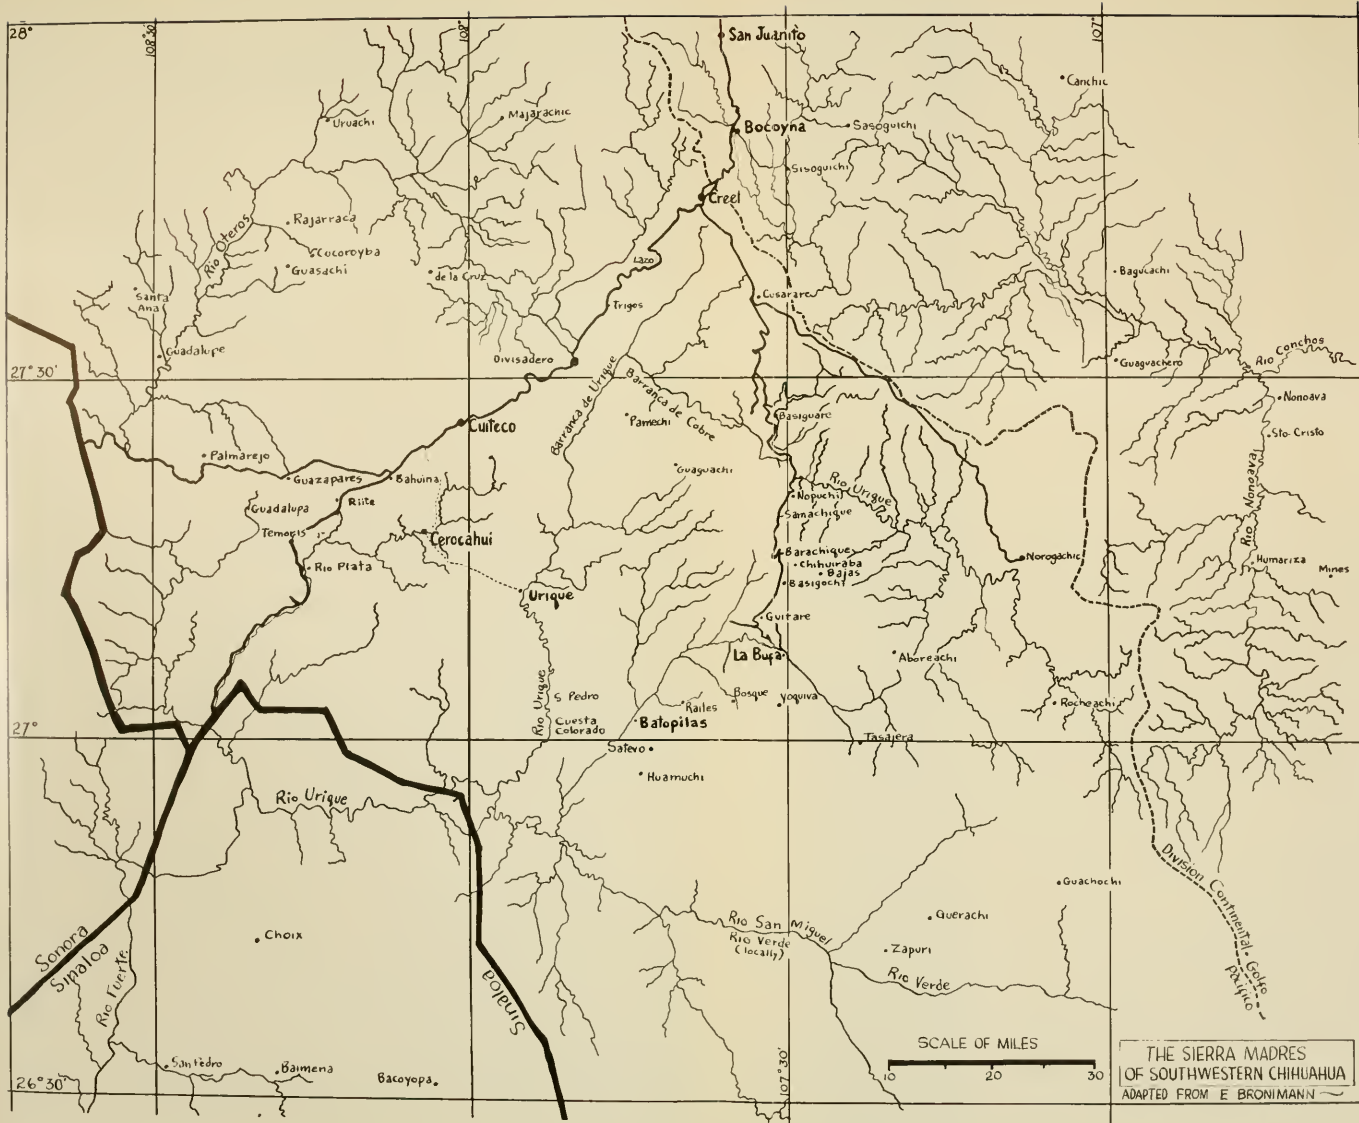 28°
108°30'
108°
107°
San Juanito
Canchic
Uruachi
Majarachic
Bocoyna
Sasoguichi
Sisoguichi
Creel
Rio Oteros
Rajarraca
Cucoroyba
Guasachi
de la Cruz
Lazo
Cusarare
Bagucachi
Santa
Ana
Trigos
Guadalupe
Divisadero
Guaguachero
Rio Conchos
27°30'
Barranca de Urique
Barranca de Cobre
Nonoava
Pamechi
Basiguare
Cuiteco
Sto. Cristo
Palmarejo
Guaguachi
Guazapares
Bahuina
Rio Urique
Rio Nonoava
Riite
Nopuchi
Guadalupa
Samachique
Temoris
Cerocahui
Barachique
Norogachic
Chihuiraba
Bajas
Humariza
Mines
Rio Plata
Basigochi
Urique
Guitare
La Bufa
Aboreachi
Rio Urique
S Pedro
Bosque
Yoquiva
Railes
Rocheachi
Cuesta
Colorado
Batopilas
27°
Satevo
Tasajera
Huamuchi
Rio Urique
Division Continental
Golfo
Pacifico
Guachochi
Rio San Miguel
Rio Verde
(locally)
Querachi
Choix
Zapuri
Sonora
Sinaloa
Rio Fuerte
Sinaloa
Rio Verde
SCALE OF MILES
10 20 30
107°30'
26°30'
San Pedro
Baimena
Bacoyopa
THE SIERRA MADRES
OF SOUTHWESTERN CHIHUAHUA
ADAPTED FROM E BRONIMANN